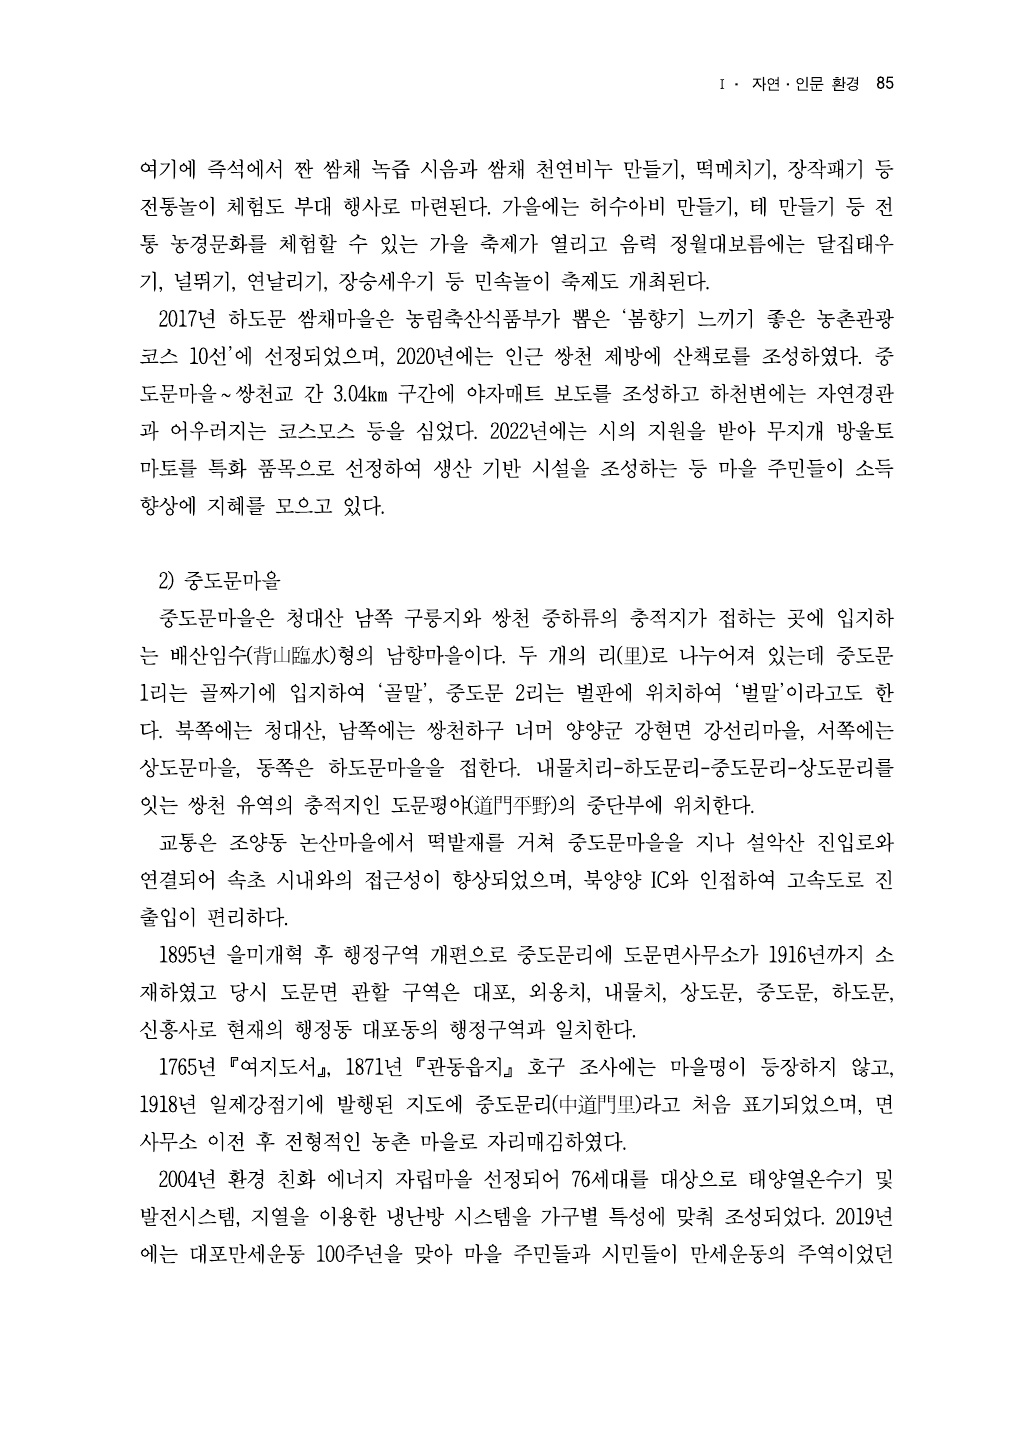 Ⅰ · 자연·인문 환경 85
여기에 즉석에서 짠 쌈채 녹즙 시음과 쌈채 천연비누 만들기, 떡메치기, 장작패기 등
전통놀이 체험도 부대 행사로 마련된다. 가을에는 허수아비 만들기, 테 만들기 등 전
통 농경문화를 체험할 수 있는 가을 축제가 열리고 음력 정월대보름에는 달집태우
기, 널뛰기, 연날리기, 장승세우기 등 민속놀이 축제도 개최된다.
2017년 하도문 쌈채마을은 농림축산식품부가 뽑은 ‘봄향기 느끼기 좋은 농촌관광
코스 10선’에 선정되었으며, 2020년에는 인근 쌍천 제방에 산책로를 조성하였다. 중
도문마을~쌍천교 간 3.04km 구간에 야자매트 보도를 조성하고 하천변에는 자연경관
과 어우러지는 코스모스 등을 심었다. 2022년에는 시의 지원을 받아 무지개 방울토
마토를 특화 품목으로 선정하여 생산 기반 시설을 조성하는 등 마을 주민들이 소득
향상에 지혜를 모으고 있다.
2) 중도문마을
중도문마을은 청대산 남쪽 구릉지와 쌍천 중하류의 충적지가 접하는 곳에 입지하
는 배산임수(背山臨水)형의 남향마을이다. 두 개의 리(里)로 나누어져 있는데 중도문
1리는 골짜기에 입지하여 ‘골말’, 중도문 2리는 벌판에 위치하여 ‘벌말’이라고도 한
다. 북쪽에는 청대산, 남쪽에는 쌍천하구 너머 양양군 강현면 강선리마을, 서쪽에는
상도문마을, 동쪽은 하도문마을을 접한다. 내물치리-하도문리-중도문리-상도문리를
잇는 쌍천 유역의 충적지인 도문평야(道門平野)의 중단부에 위치한다.
교통은 조양동 논산마을에서 떡밭재를 거쳐 중도문마을을 지나 설악산 진입로와
연결되어 속초 시내와의 접근성이 향상되었으며, 북양양 IC와 인접하여 고속도로 진
출입이 편리하다.
1895년 을미개혁 후 행정구역 개편으로 중도문리에 도문면사무소가 1916년까지 소
재하였고 당시 도문면 관할 구역은 대포, 외옹치, 내물치, 상도문, 중도문, 하도문,
신흥사로 현재의 행정동 대포동의 행정구역과 일치한다.
1765년 『여지도서』, 1871년 『관동읍지』 호구 조사에는 마을명이 등장하지 않고,
1918년 일제강점기에 발행된 지도에 중도문리(中道門里)라고 처음 표기되었으며, 면
사무소 이전 후 전형적인 농촌 마을로 자리매김하였다.
2004년 환경 친화 에너지 자립마을 선정되어 76세대를 대상으로 태양열온수기 및
발전시스템, 지열을 이용한 냉난방 시스템을 가구별 특성에 맞춰 조성되었다. 2019년
에는 대포만세운동 100주년을 맞아 마을 주민들과 시민들이 만세운동의 주역이었던